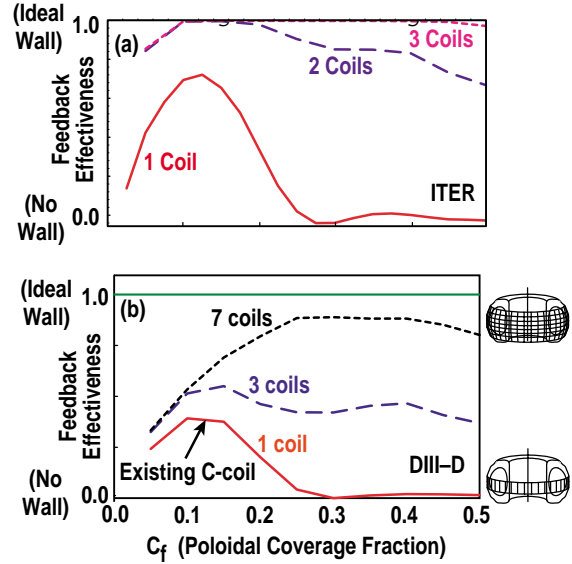 (Ideal
Wall)
1.0
(a)
3 Coils
2 Coils
Feedback
Effectiveness
1 Coil
ITER
(No
Wall)
0.0
(Ideal
Wall)
1.0
(b)
7 coils
Feedback
Effectiveness
3 coils
1 coil
Existing C-coil
DIII–D
(No
Wall)
0.0
0.0 0.1 0.2 0.3 0.4 0.5
Cf (Poloidal Coverage Fraction)